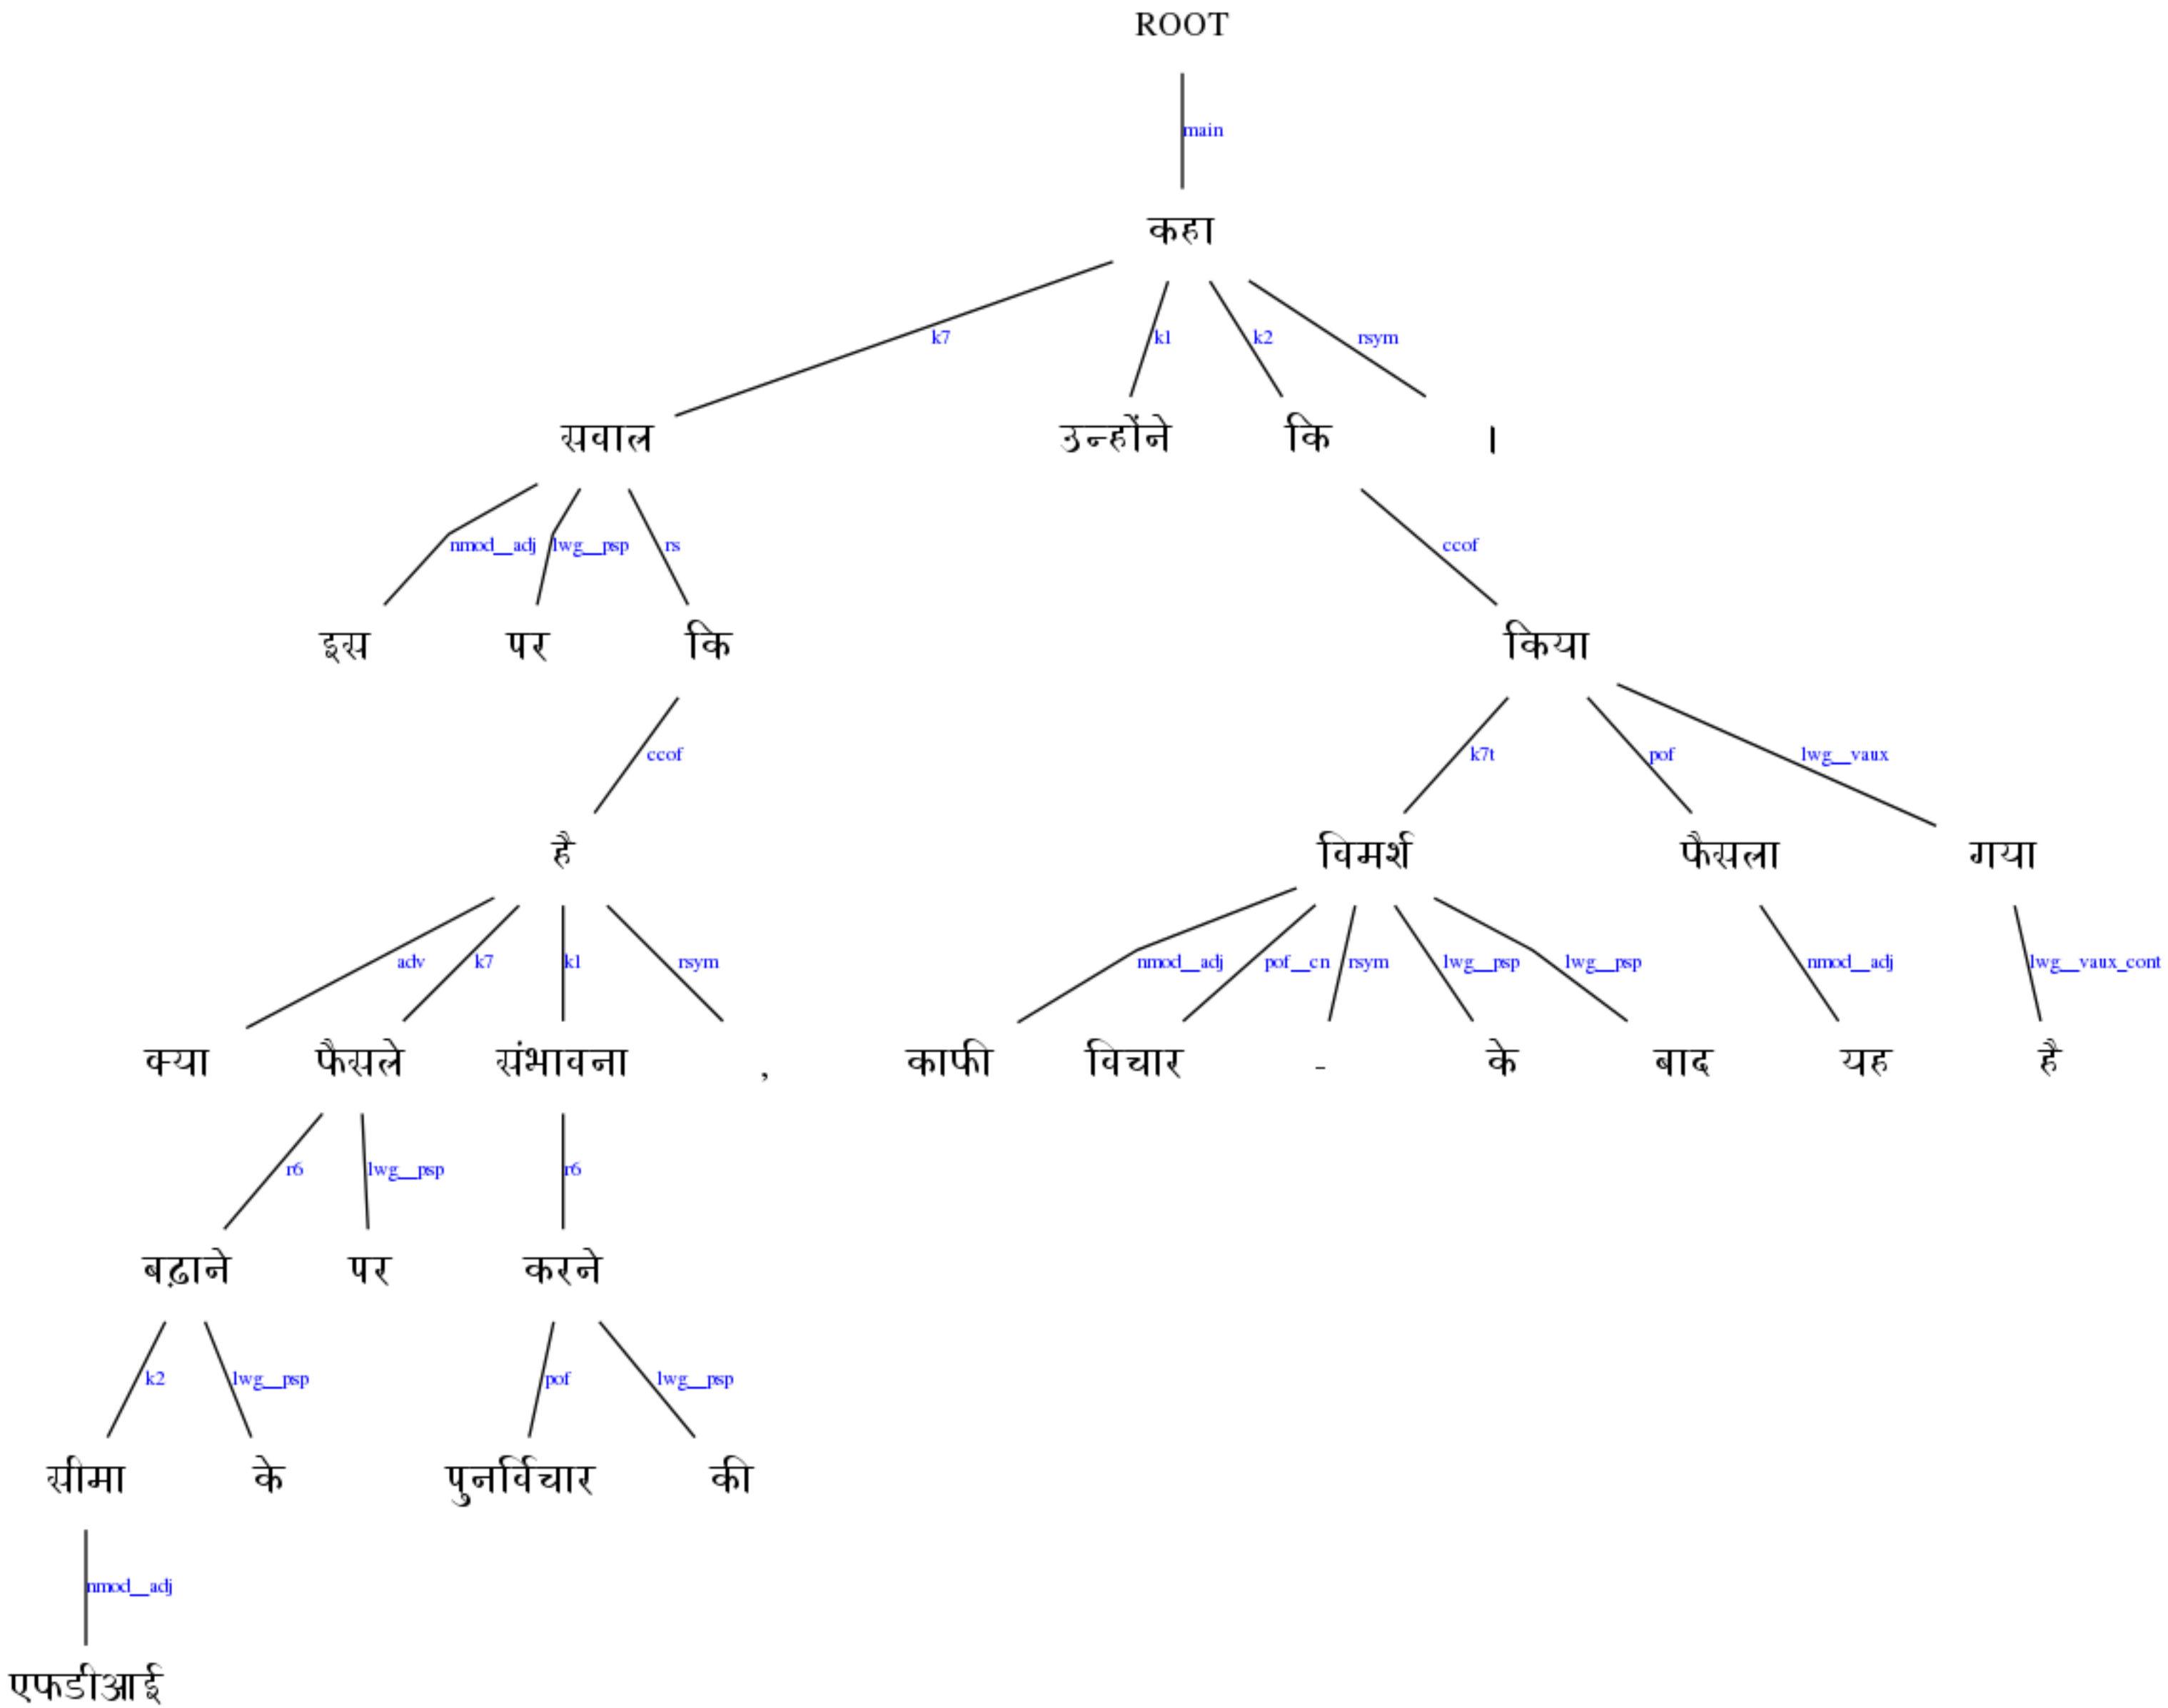 ROOT
main
कहा
k7 k1 k2 rsym
सवाल उन्होंने कि ।
nmod__adj lwg__psp rs ccof
इस पर कि किया
ccof k7t pof lwg__vaux
है विमर्श फैसला गया
adv k7 k1 rsym nmod__adj pof__cn rsym lwg__psp lwg__psp nmod__adj lwg__vaux_cont
क्या फैसले संभावना , काफी विचार - के बाद यह है
r6 lwg__psp r6
बढ़ाने पर करने
k2 lwg__psp pof lwg__psp
सीमा के पुनर्विचार की
nmod__adj
एफडीआई